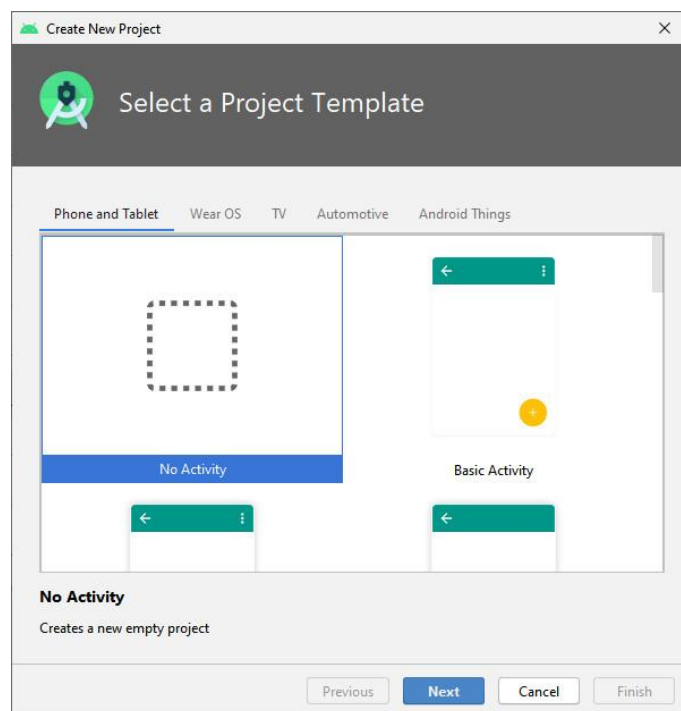 Create New Project
Select a Project Template
Phone and Tablet Wear OS TV Automotive Android Things
No Activity Basic Activity
No Activity
Creates a new empty project
Previous Next Cancel Finish